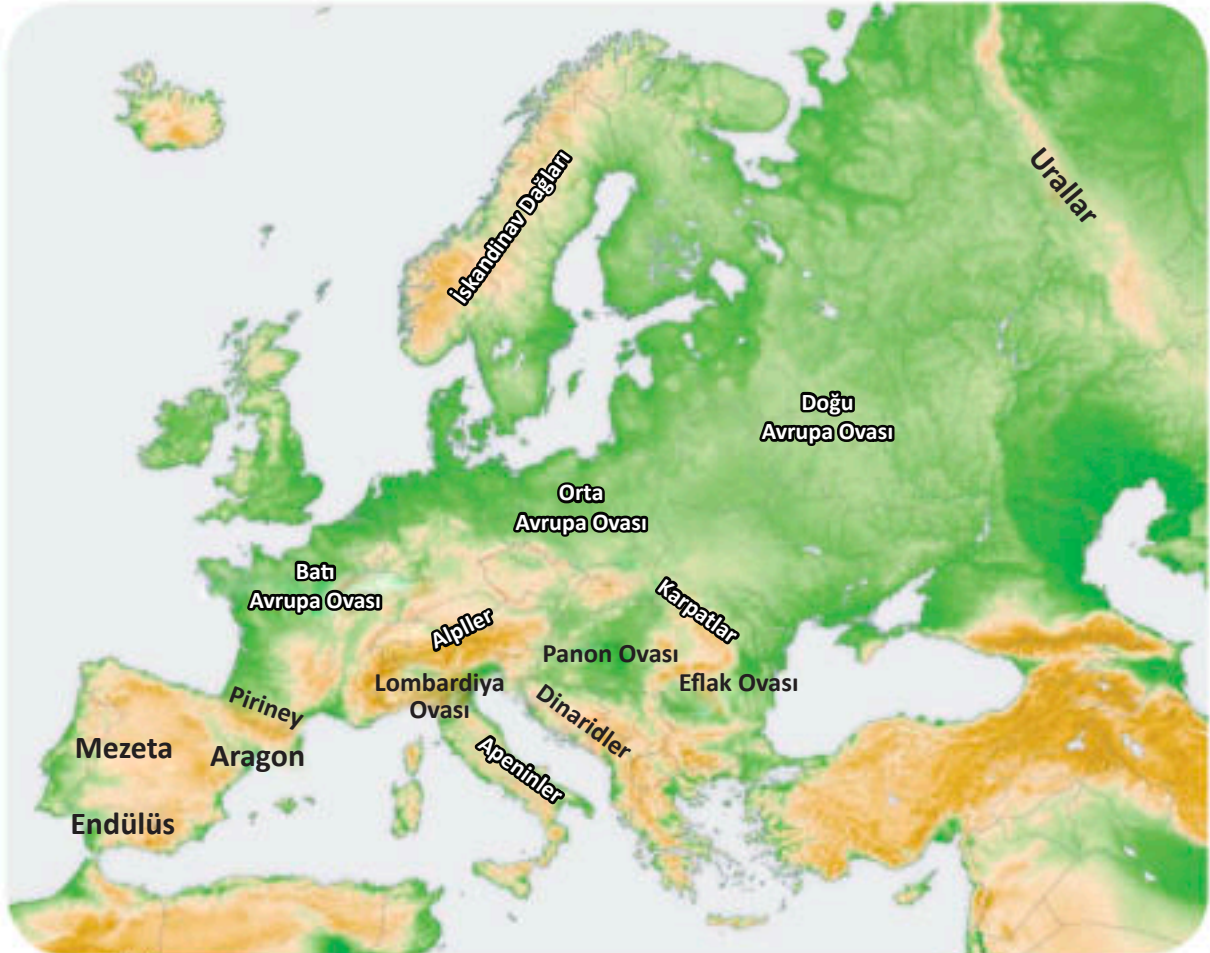 Urallar
İskandinav Dağları
Doğu
Avrupa Ovası
Orta
Avrupa Ovası
Batı
Avrupa Ovası
Karpatlar
Alpller
Panon Ovası
Eflak Ovası
Lombardiya
Ovası
Piriney
Dinaridler
Mezeta
Aragon
Apeninler
Endülüs